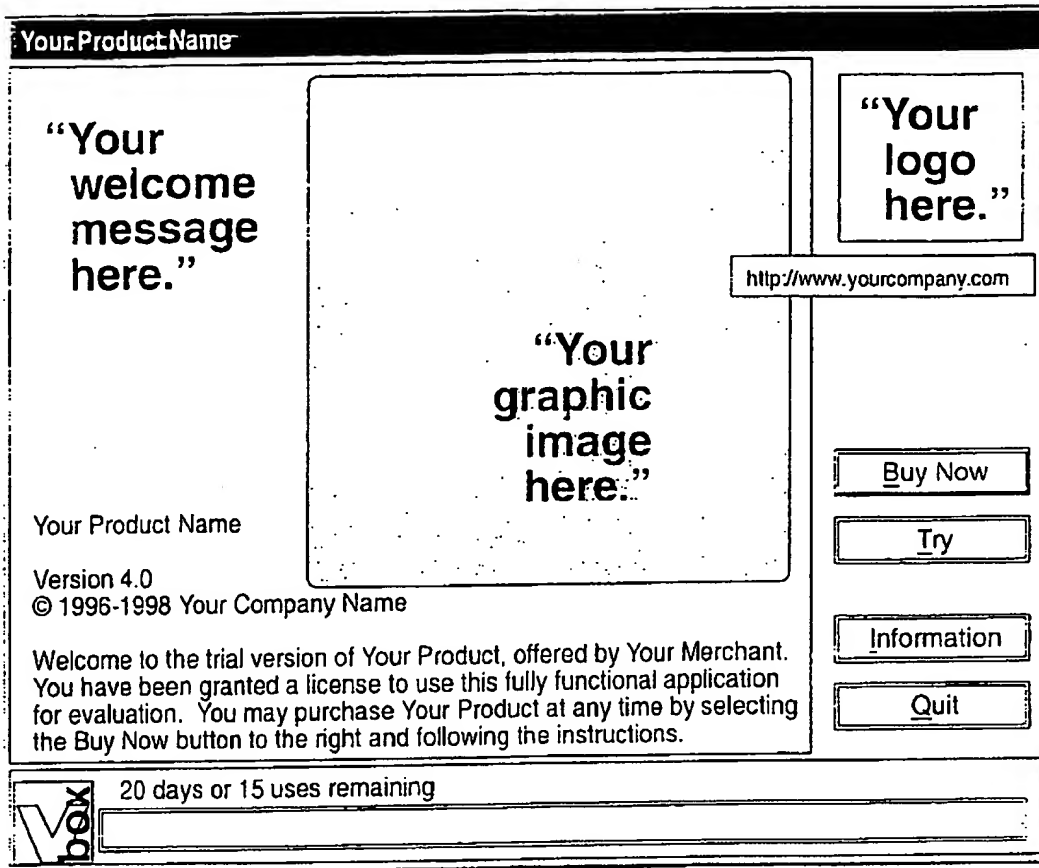 Your Product Name
“Your
welcome
message
here.”
“Your
graphic
image
here.”
“Your
logo
here.”
http://www.yourcompany.com
Buy Now
Try
Information
Quit
Your Product Name
Version 4.0
© 1996-1998 Your Company Name
Welcome to the trial version of Your Product, offered by Your Merchant.
You have been granted a license to use this fully functional application
for evaluation. You may purchase Your Product at any time by selecting
the Buy Now button to the right and following the instructions.
20 days or 15 uses remaining
Vbox